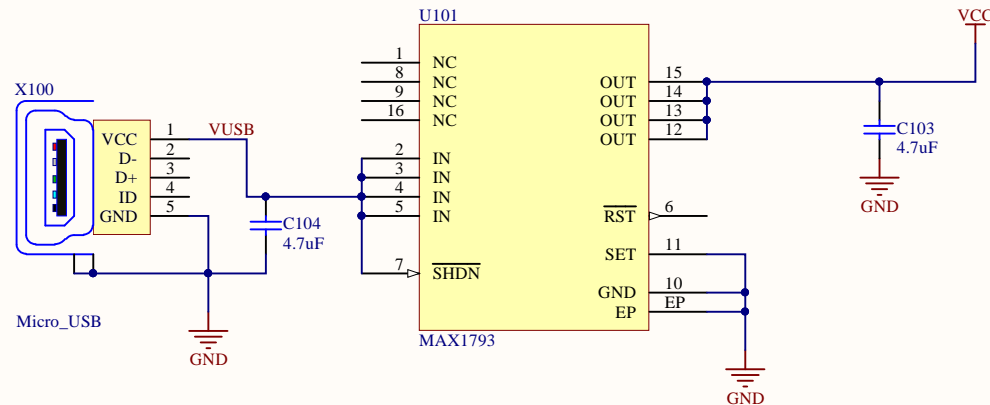 U101
VCC
X100
1 NC
8 NC
9 NC
16 NC
OUT 15
OUT 14
OUT 13
OUT 12
C103
4.7uF
GND
VCC 1
VUSB
D- 2
D+ 3
ID 4
GND 5
2 IN
3 IN
4 IN
5 IN
C104
4.7uF
RST 6
7 SHDN
SET 11
GND 10
EP EP
Micro_USB
GND
MAX1793
GND